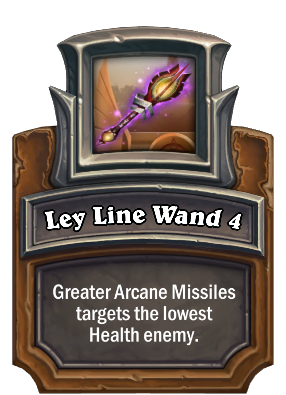 Ley Line Wand 4
Greater Arcane Missiles
targets the lowest
Health enemy.